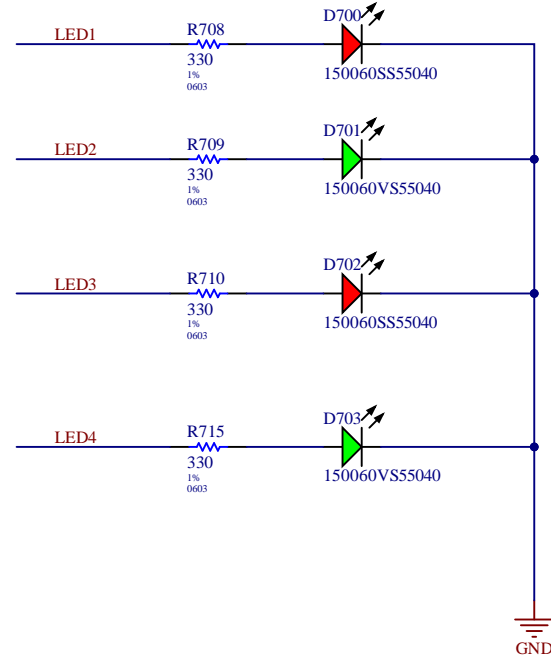 D700
LED1
R708
330
1%
0603
150060SS55040
D701
LED2
R709
330
1%
0603
150060VS55040
D702
LED3
R710
330
1%
0603
150060SS55040
D703
LED4
R715
330
1%
0603
150060VS55040
GND